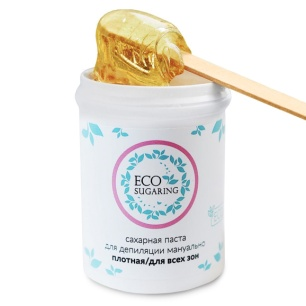 ECO
SUGARING
сахарная паста
для депиляции мануально
плотная/для всех зон